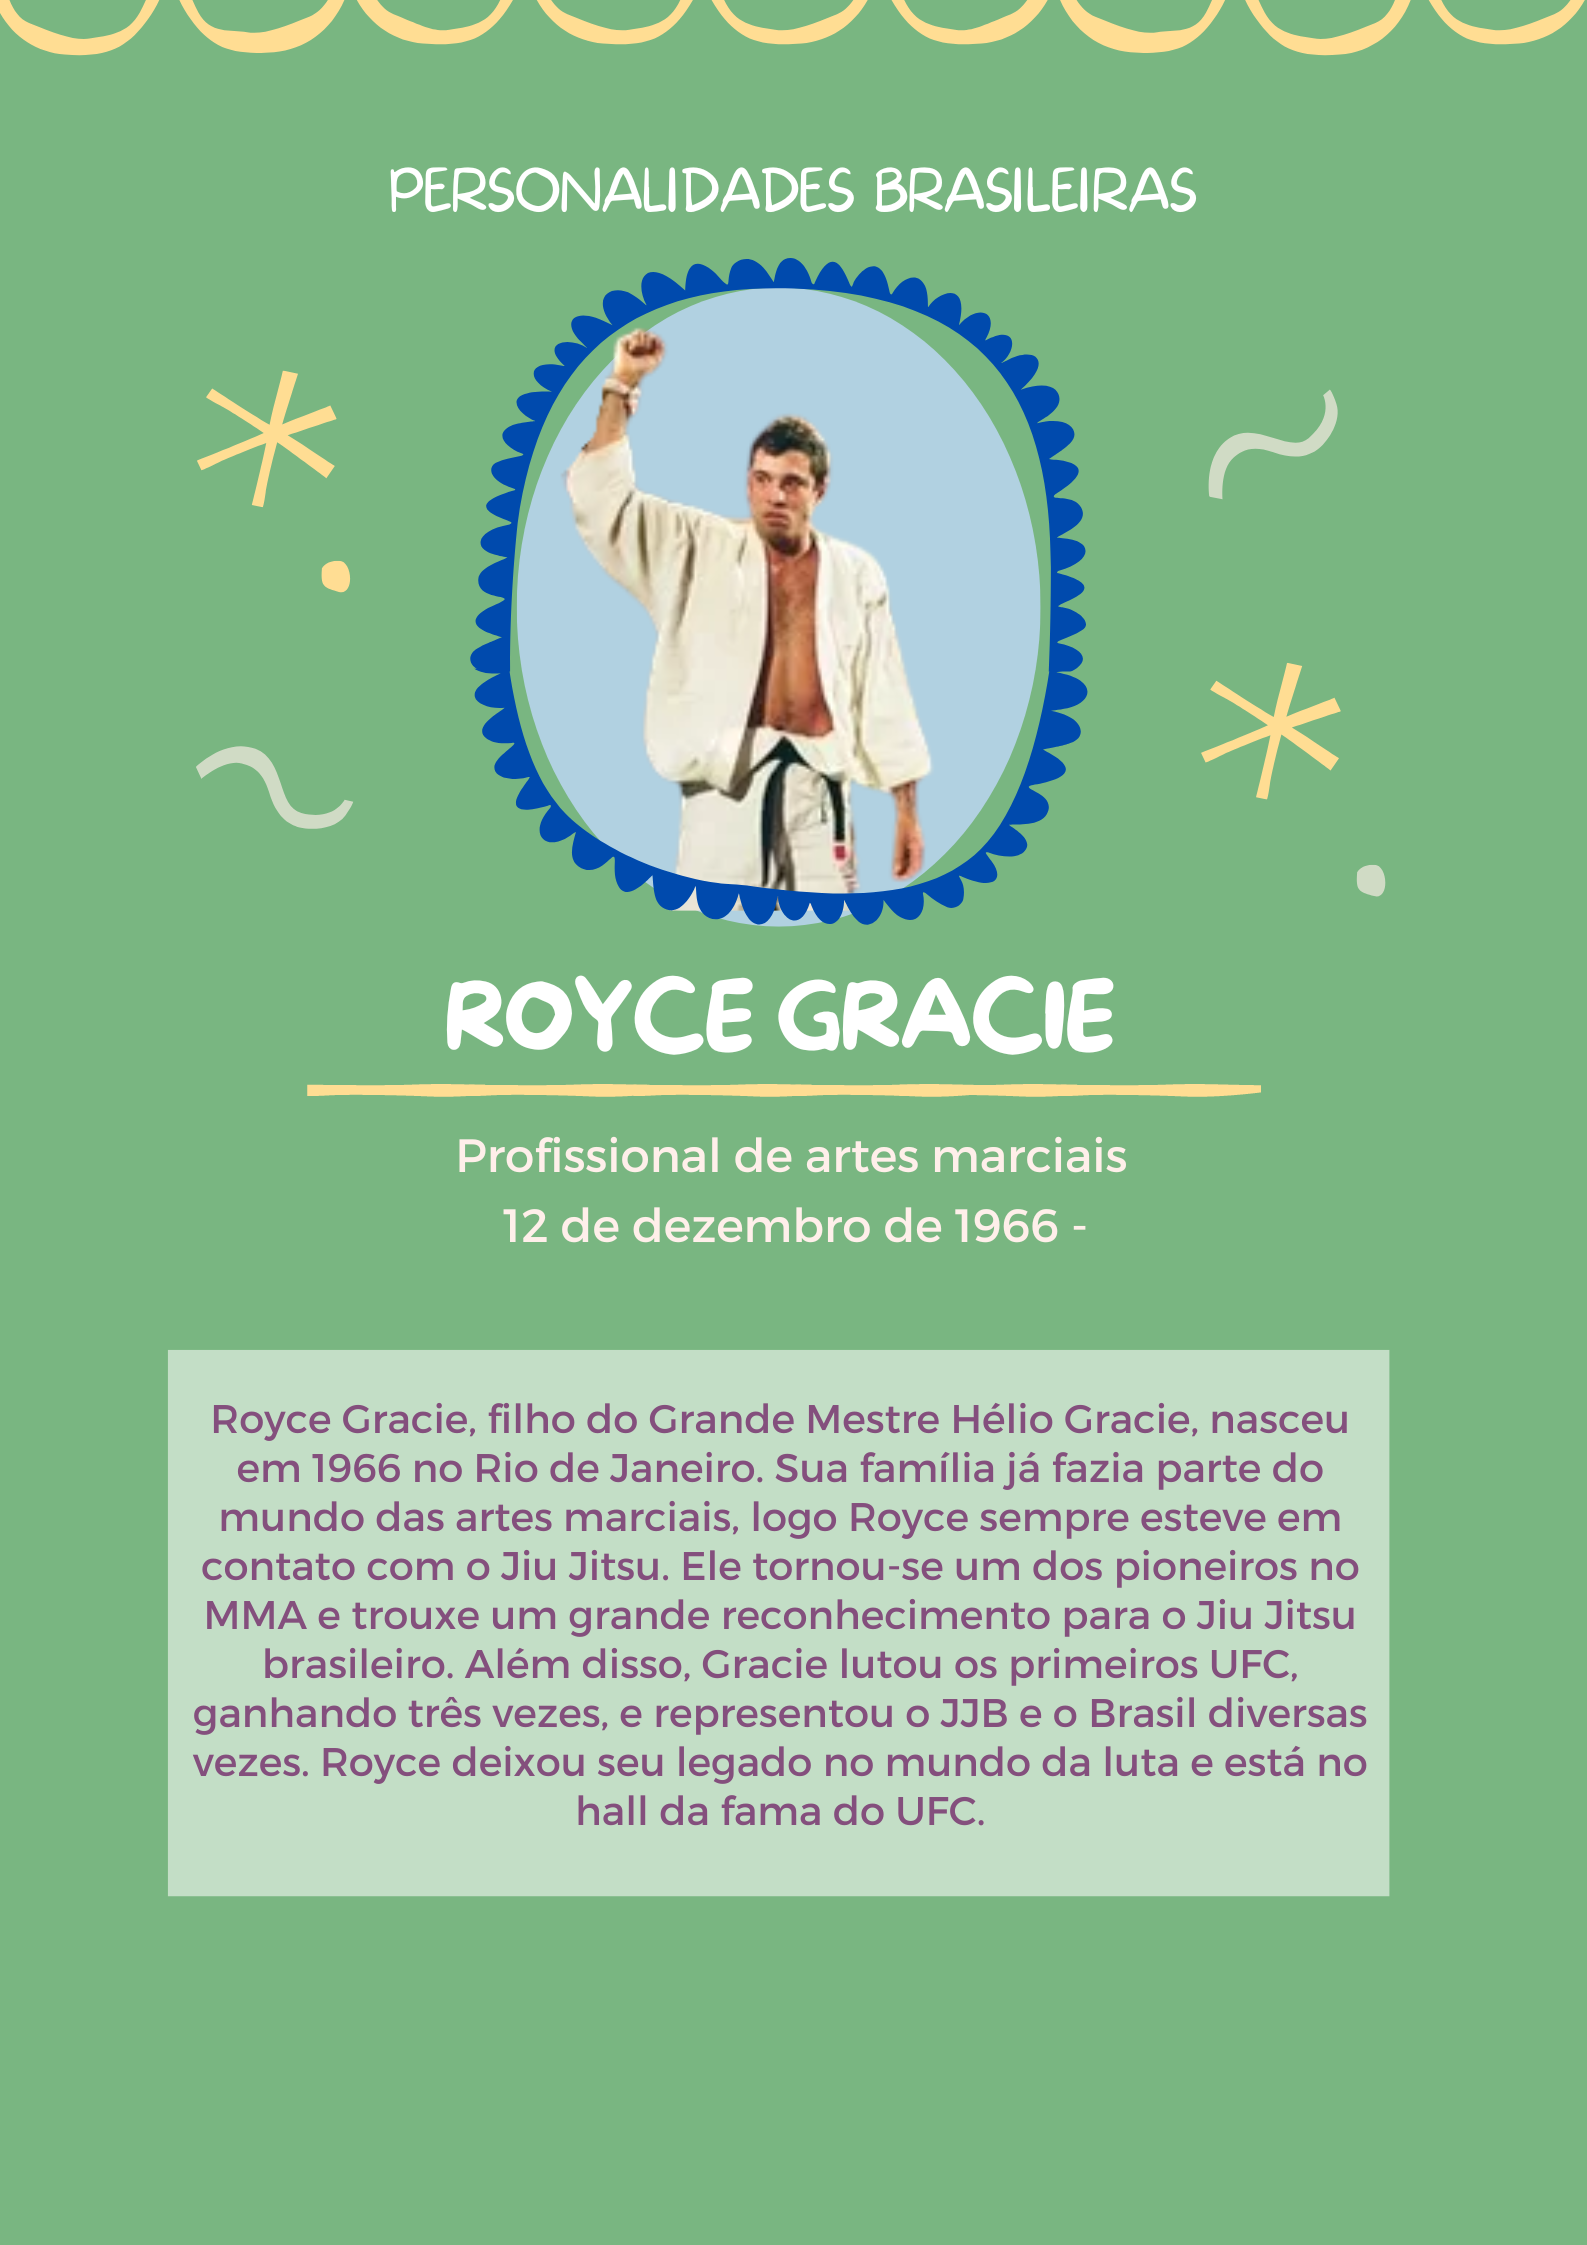 PERSONALIDADES BRASILEIRAS
ROYCE GRACIE
Profissional de artes marciais
12 de dezembro de 1966 -
Royce Gracie, filho do Grande Mestre Hélio Gracie, nasceu
em 1966 no Rio de Janeiro. Sua família já fazia parte do
mundo das artes marciais, logo Royce sempre esteve em
contato com o Jiu Jitsu. Ele tornou-se um dos pioneiros no
MMA e trouxe um grande reconhecimento para o Jiu Jitsu
brasileiro. Além disso, Gracie lutou os primeiros UFC,
ganhando três vezes, e representou o JJB e o Brasil diversas
vezes. Royce deixou seu legado no mundo da luta e está no
hall da fama do UFC.